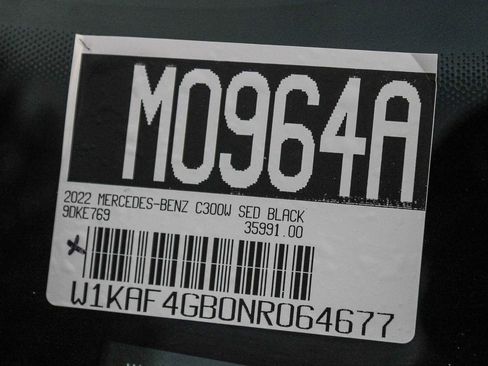 M0964A
2022 MERCEDES-BENZ C300W SED BLACK
9DKE769 35991.00
W1KAF4GB0NR064677